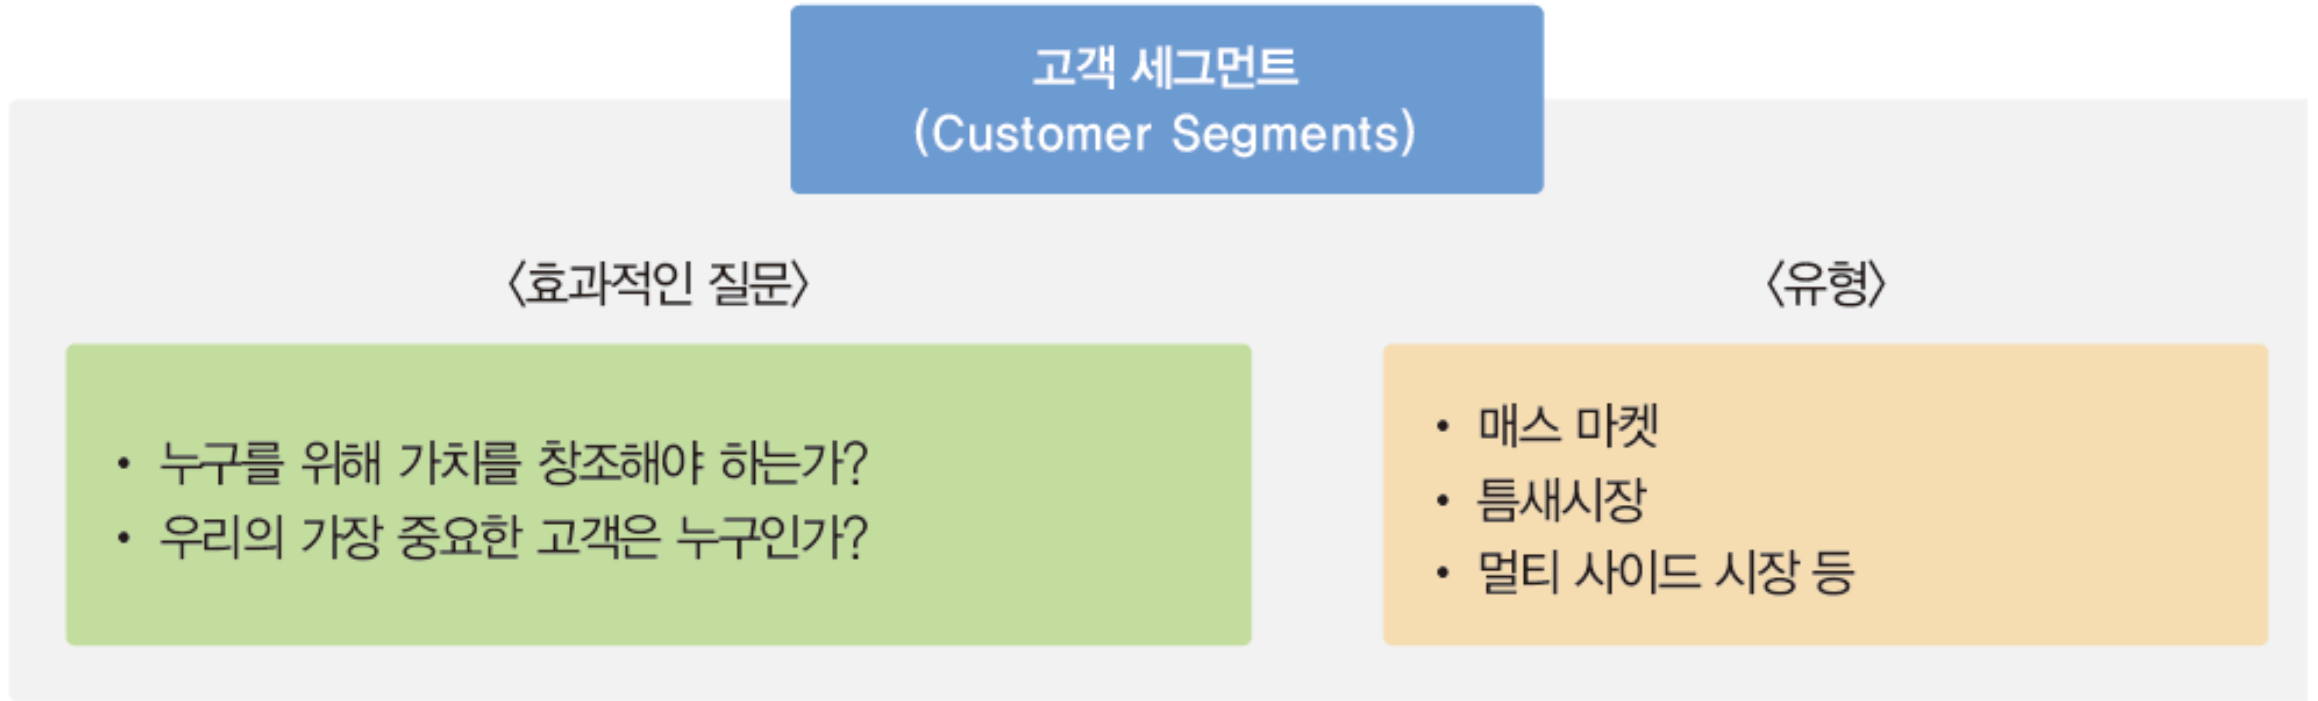 고객 세그먼트
(Customer Segments)
〈효과적인 질문〉
• 누구를 위해 가치를 창조해야 하는가?
• 우리의 가장 중요한 고객은 누구인가?
〈유형〉
• 매스 마켓
• 틈새시장
• 멀티 사이드 시장 등